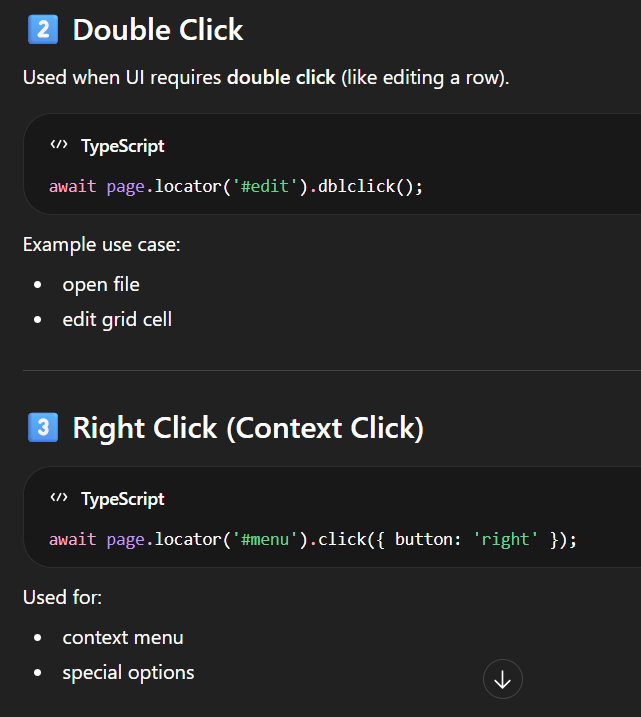 2 Double Click
Used when UI requires double click (like editing a row).
</> TypeScript
await page.locator('#edit').dblclick();
Example use case:
• open file
• edit grid cell
3 Right Click (Context Click)
</> TypeScript
await page.locator('#menu').click({ button: 'right' });
Used for:
• context menu
• special options